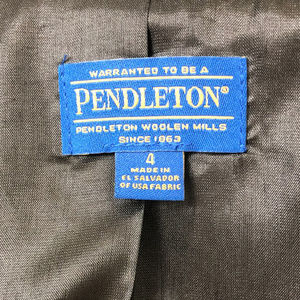 WARRANTED TO BE A
PENDLETON®
PENDLETON WOOLEN MILLS
SINCE 1863
4
MADE IN
EL SALVADOR
OF USA FABRIC